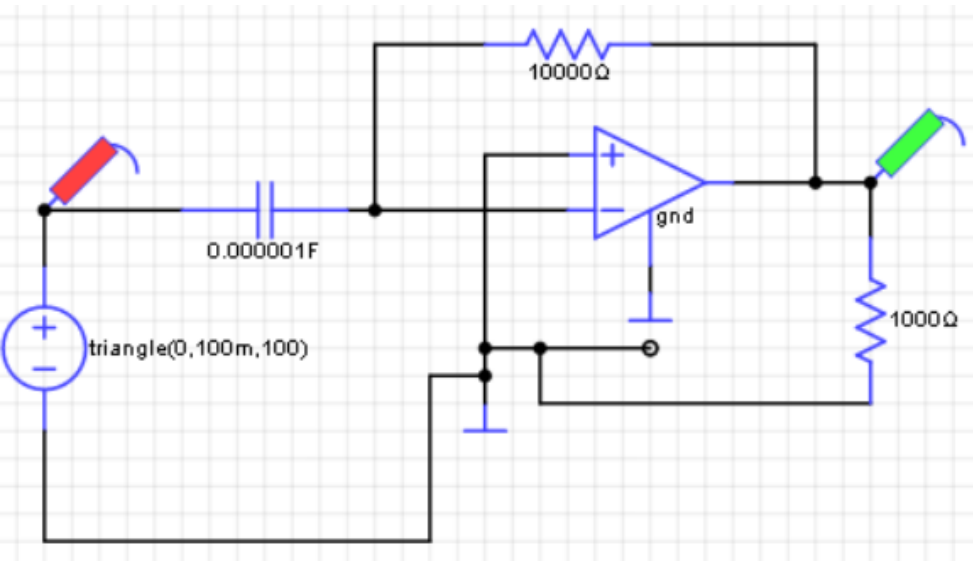 10000Ω
+
−
gnd
0.000001F
+
−
triangle(0,100m,100)
1000Ω